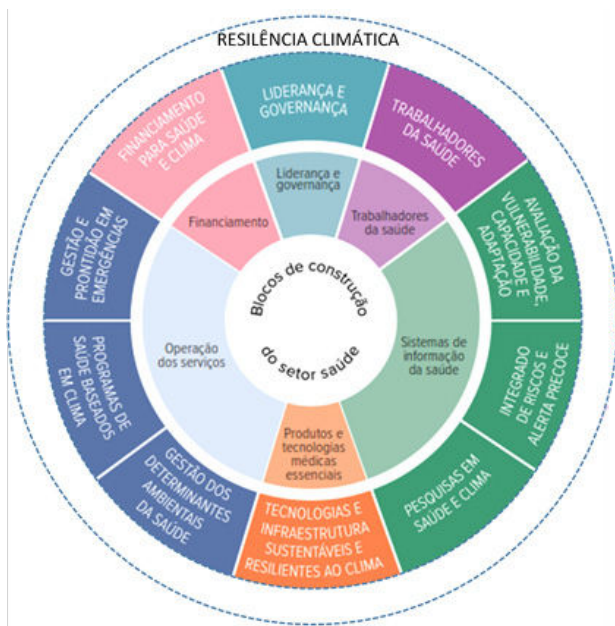 RESILÊNCIA CLIMÁTICA
LIDERANÇA E
GOVERNANÇA
TRABALHADORES
DA SAÚDE
AVALIAÇÃO DA
VULNERABILIDADE,
CAPACIDADE E
ADAPTAÇÃO
INTEGRADO
DE RISCOS E
ALERTA PRECOCE
PESQUISAS EM
SAÚDE E CLIMA
TECNOLOGIAS E
INFRAESTRUTURA
SUSTENTÁVEIS E
RESILIENTES AO CLIMA
GESTÃO DOS
DETERMINANTES
AMBIENTAIS
DA SAÚDE
PROGRAMAS DE
SAÚDE BASEADOS
EM CLIMA
GESTÃO E
PRONTIDÃO EM
EMERGÊNCIAS
FINANCIAMENTO
PARA SAÚDE
E CLIMA
Liderança e
governança
Trabalhadores
da saúde
Sistemas de
informação
da saúde
Produtos e
tecnologias
médicas
essenciais
Operação
dos serviços
Financiamento
Blocos de construção
do setor saúde